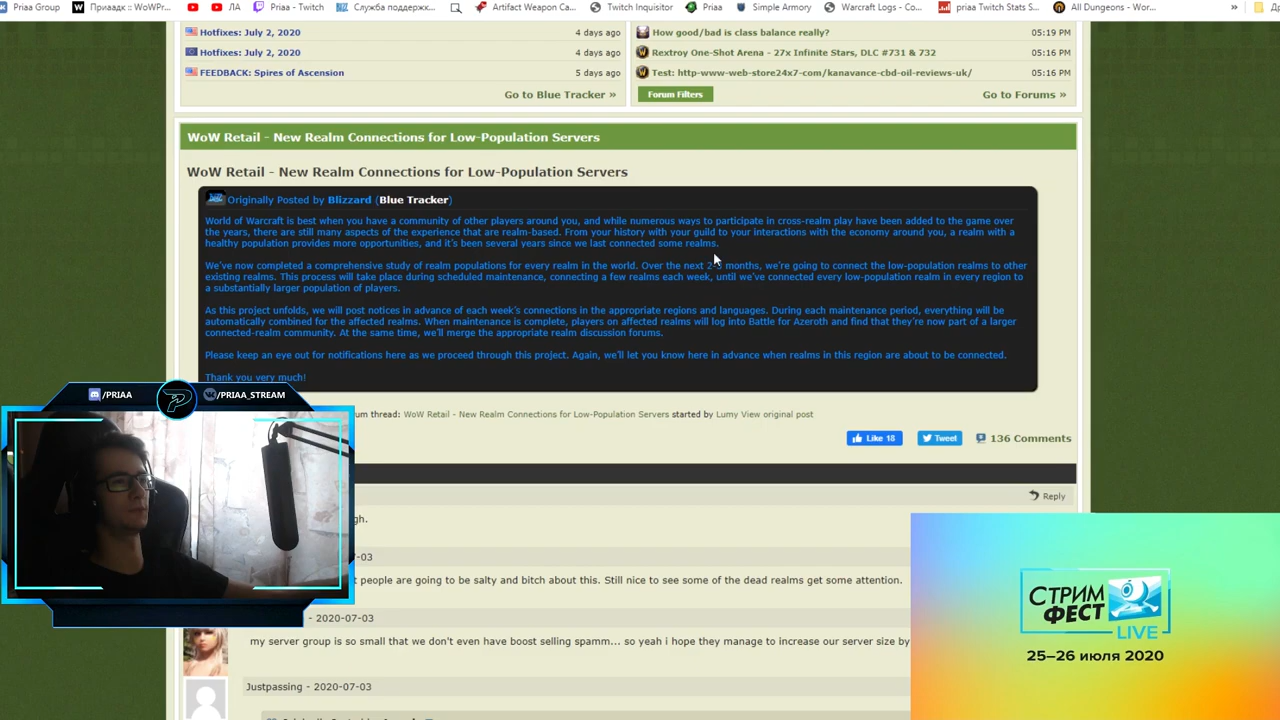 Priaa Group
Приаадк :: WoWPr...
ЛА
Priaa - Twitch
Служба поддержк...
Artifact Weapon Ca...
Twitch Inquisitor
Priaa
Simple Armory
Warcraft Logs - Co...
priaa Twitch Stats S...
All Dungeons - Wor...
»
Hotfixes: July 2, 2020 4 days ago
Hotfixes: July 2, 2020 4 days ago
FEEDBACK: Spires of Ascension 5 days ago
Go to Blue Tracker »
How good/bad is class balance really? 05:19 PM
Rextroy One-Shot Arena - 27x Infinite Stars, DLC #731 & 732 05:16 PM
Test: http-www-web-store24x7-com/kanavance-cbd-oil-reviews-uk/ 05:16 PM
Forum Filters Go to Forums »
WoW Retail - New Realm Connections for Low-Population Servers
WoW Retail - New Realm Connections for Low-Population Servers
Originally Posted by Blizzard (Blue Tracker)
World of Warcraft is best when you have a community of other players around you, and while numerous ways to participate in cross-realm play have been added to the game over
the years, there are still many aspects of the experience that are realm-based. From your history with your guild to your interactions with the economy around you, a realm with a
healthy population provides more opportunities, and it's been several years since we last connected some realms.
We've now completed a comprehensive study of realm populations for every realm in the world. Over the next 2-3 months, we're going to connect the low-population realms to other
existing realms. This process will take place during scheduled maintenance, connecting a few realms each week, until we've connected every low-population realm in every region to
a substantially larger population of players.
As this project unfolds, we will post notices in advance of each week's connections in the appropriate regions and languages. During each maintenance period, everything will be
automatically combined for the affected realms. When maintenance is complete, players on affected realms will log into Battle for Azeroth and find that they're now part of a larger
connected-realm community. At the same time, we'll merge the appropriate realm discussion forums.
Please keep an eye out for notifications here as we proceed through this project. Again, we'll let you know here in advance when realms in this region are about to be connected.
Thank you very much!
/PRIAA
/PRIAA_STREAM
um thread: WoW Retail - New Realm Connections for Low-Population Servers started by Lumy View original post
Like 18 Tweet 136 Comments
Reply
gh.
-03
t people are going to be salty and bitch about this. Still nice to see some of the dead realms get some attention.
- 2020-07-03
my server group is so small that we don't even have boost selling spamm... so yeah i hope they manage to increase our server size by
Justpassing - 2020-07-03
СТРИМ
ФЕСТ
LIVE
25–26 июля 2020